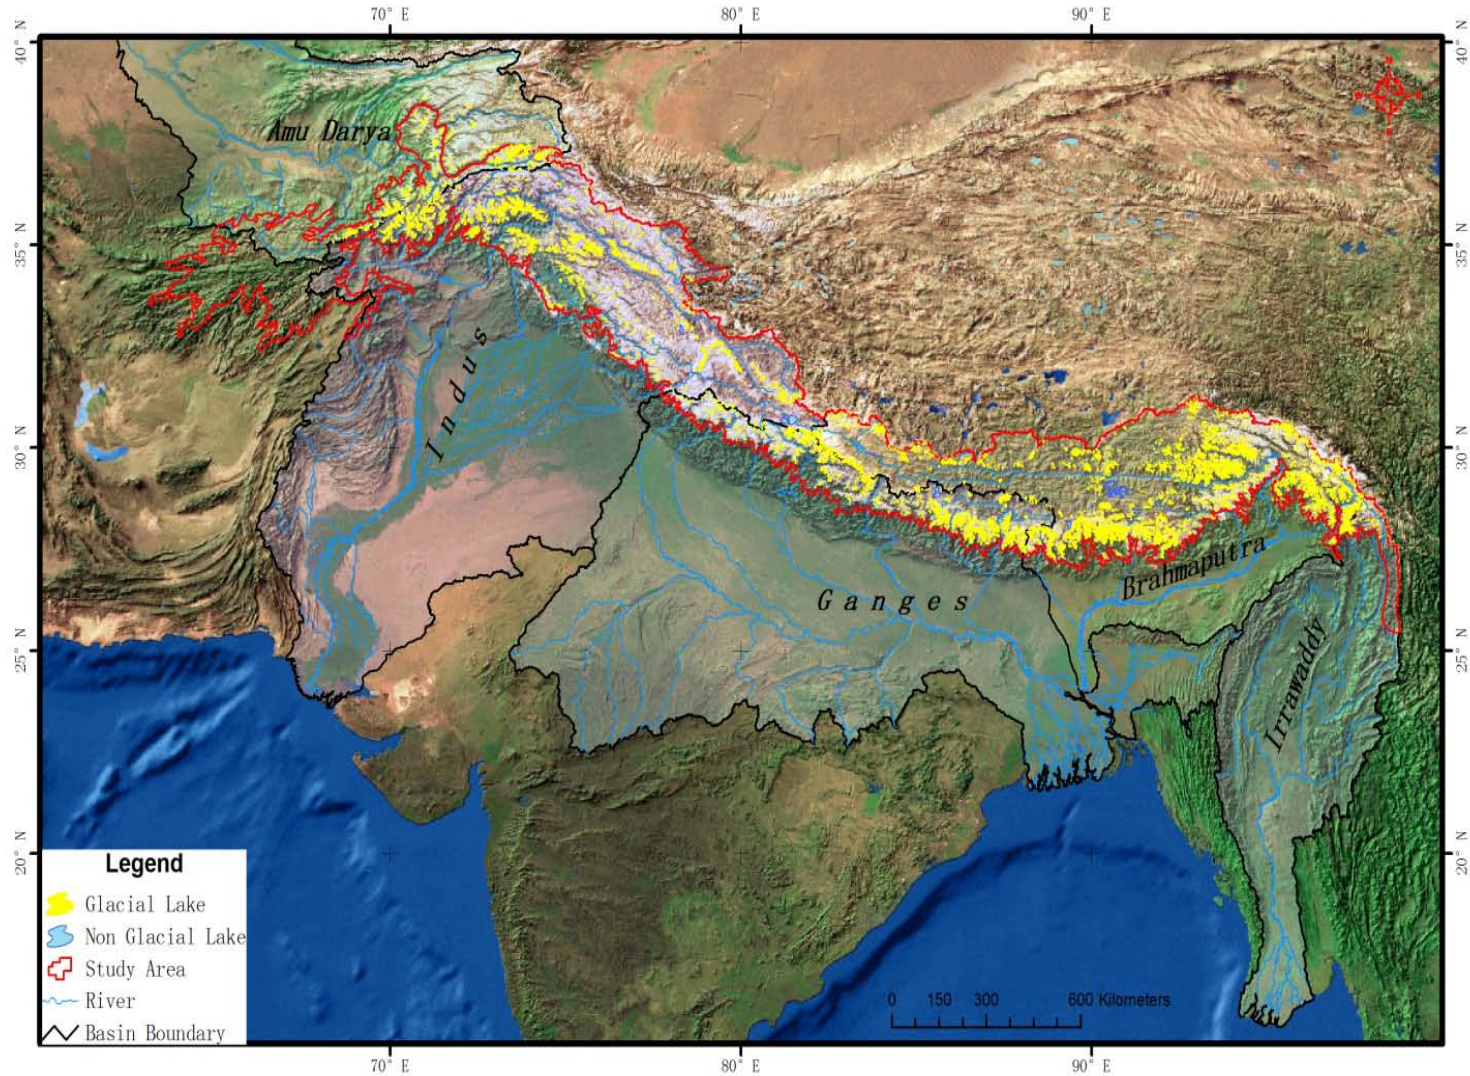 70° E 80° E 90° E
40° N 40° N
Amu Darya
35° N 35° N
Indus
30° N 30° N
Brahmaputra
Ganges
25° N 25° N
Irrawaddy
20° N 20° N
Legend
Glacial Lake
Non Glacial Lake
Study Area
River
Basin Boundary
0 150 300 600 Kilometers
70° E 80° E 90° E